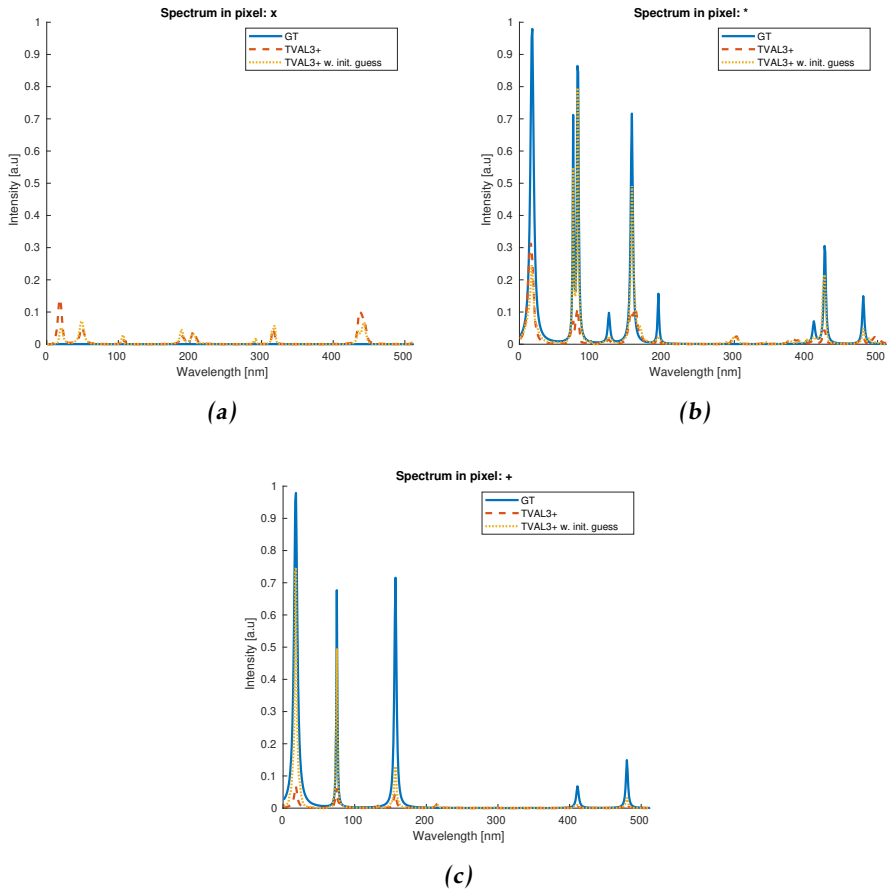 Spectrum in pixel: x
GT
TVAL3+
TVAL3+ w. init. guess
Intensity [a.u]
1
0.9
0.8
0.7
0.6
0.5
0.4
0.3
0.2
0.1
0
0 100 200 300 400 500
Wavelength [nm]
(a)
Spectrum in pixel: *
GT
TVAL3+
TVAL3+ w. init. guess
Intensity [a.u]
1
0.9
0.8
0.7
0.6
0.5
0.4
0.3
0.2
0.1
0
0 100 200 300 400 500
Wavelength [nm]
(b)
Spectrum in pixel: +
GT
TVAL3+
TVAL3+ w. init. guess
Intensity [a.u]
1
0.9
0.8
0.7
0.6
0.5
0.4
0.3
0.2
0.1
0
0 100 200 300 400 500
Wavelength [nm]
(c)